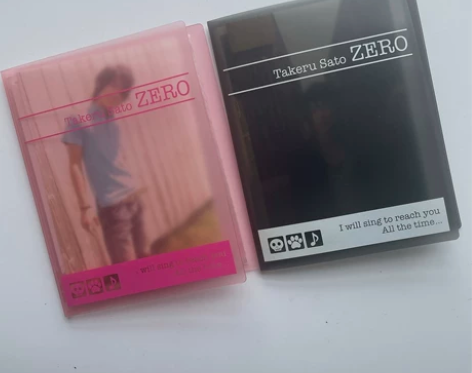 Takeru Sato ZERO
Takeru Sato ZERO
I will sing to reach you
All the time...